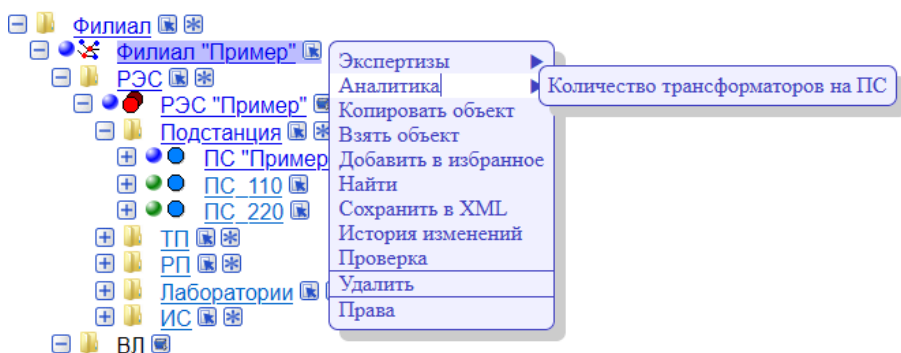 Филиал
Филиал "Пример"
РЭС
РЭС "Пример"
Подстанция
ПС "Пример
ПС_110
ПС_220
ТП
РП
Лаборатории
ИС
ВЛ
Экспертизы
Аналитика
Копировать объект
Взять объект
Добавить в избранное
Найти
Сохранить в XML
История изменений
Проверка
Удалить
Права
Количество трансформаторов на ПС